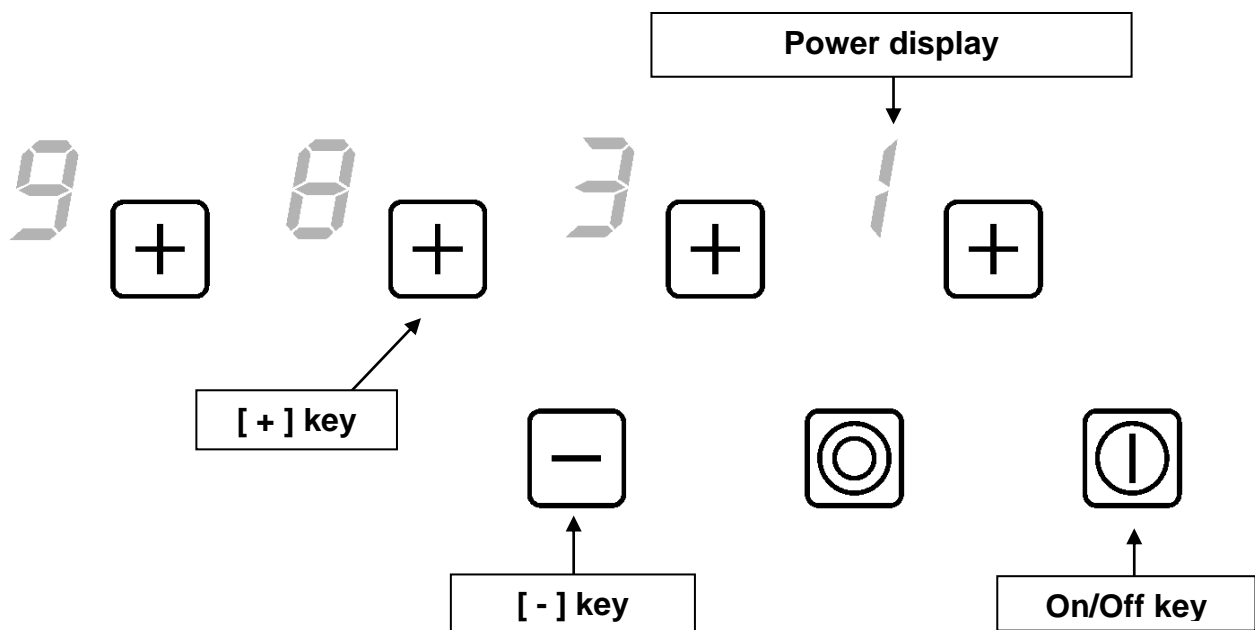 Power display
9 8 3 1
[ + ] key
[ - ] key
On/Off key